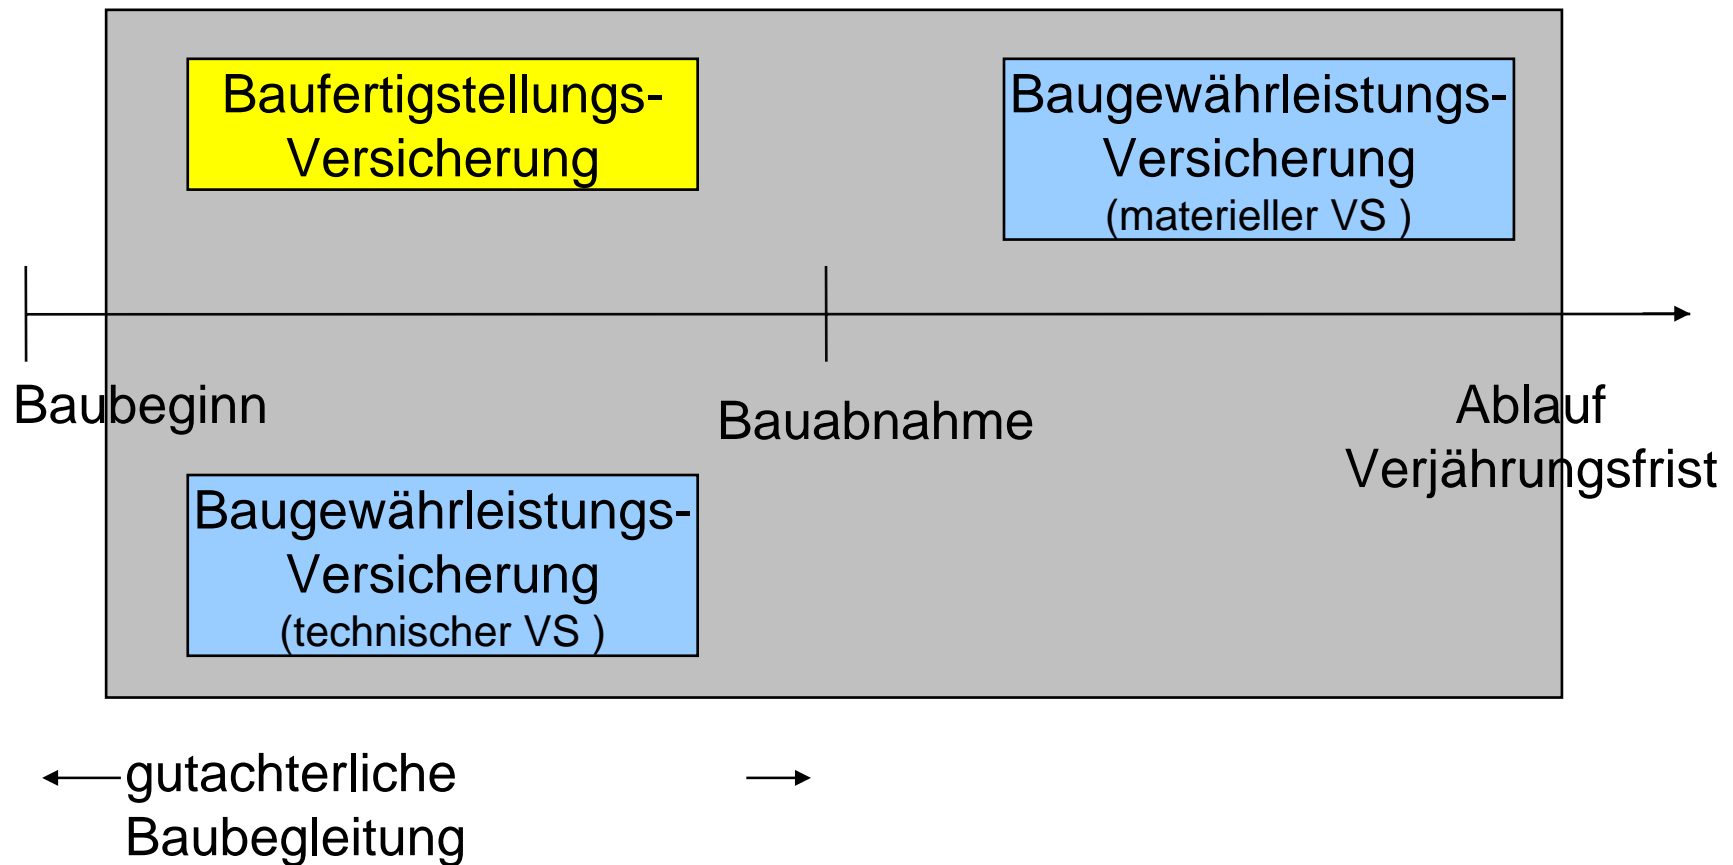 Baufertigstellungs-
Versicherung
Baugewährleistungs-
Versicherung
(materieller VS )
Baubeginn
Bauabnahme
Ablauf
Verjährungsfrist
Baugewährleistungs-
Versicherung
(technischer VS )
gutachterliche
Baubegleitung